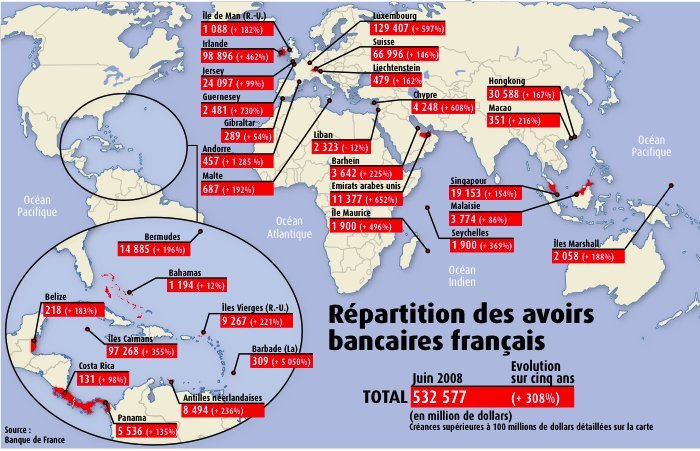 Île de Man (R.-U.)
1 088 (+ 182%)
Irlande
98 896 (+ 462%)
Jersey
24 097 (+ 99%)
Guernesey
2 481 (+ 730%)
Gibraltar
289 (+ 54%)
Andorre
457 (+ 1 285 %)
Malte
687 (+ 192%)
Luxembourg
129 407 (+ 597%)
Suisse
66 996 (+ 146%)
Liechtenstein
479 (+ 162%)
Chypre
4 248 (+ 608%)
Liban
2 323 (- 12%)
Barhein
3 642 (+ 225%)
Emirats arabes unis
11 377 (+ 652%)
Île Maurice
1 900 (+ 496%)
Hongkong
30 588 (+ 167%)
Macao
351 (+ 216%)
Singapour
19 153 (+ 154%)
Malaisie
3 774 (+ 86%)
Seychelles
1 900 (+ 369%)
Îles Marshall
2 058 (+ 188%)
Océan
Pacifique
Océan
Atlantique
Océan
Indien
Océan
Pacifique
Bermudes
14 885 (+ 196%)
Bahamas
1 194 (+ 12%)
Belize
218 (+ 183%)
Îles Vierges (R.-U.)
9 267 (+ 221%)
Îles Caïmans
97 268 (+ 355%)
Barbade (La)
309 (+ 5 050%)
Costa Rica
131 (+ 98%)
Antilles néerlandaises
8 494 (+ 236%)
Panama
5 536 (+ 135%)
Source :
Banque de France
Répartition des avoirs
bancaires français
Juin 2008
Evolution
sur cinq ans
TOTAL 532 577 (+ 308%)
(en million de dollars)
Créances supérieures à 100 millions de dollars détaillées sur la carte